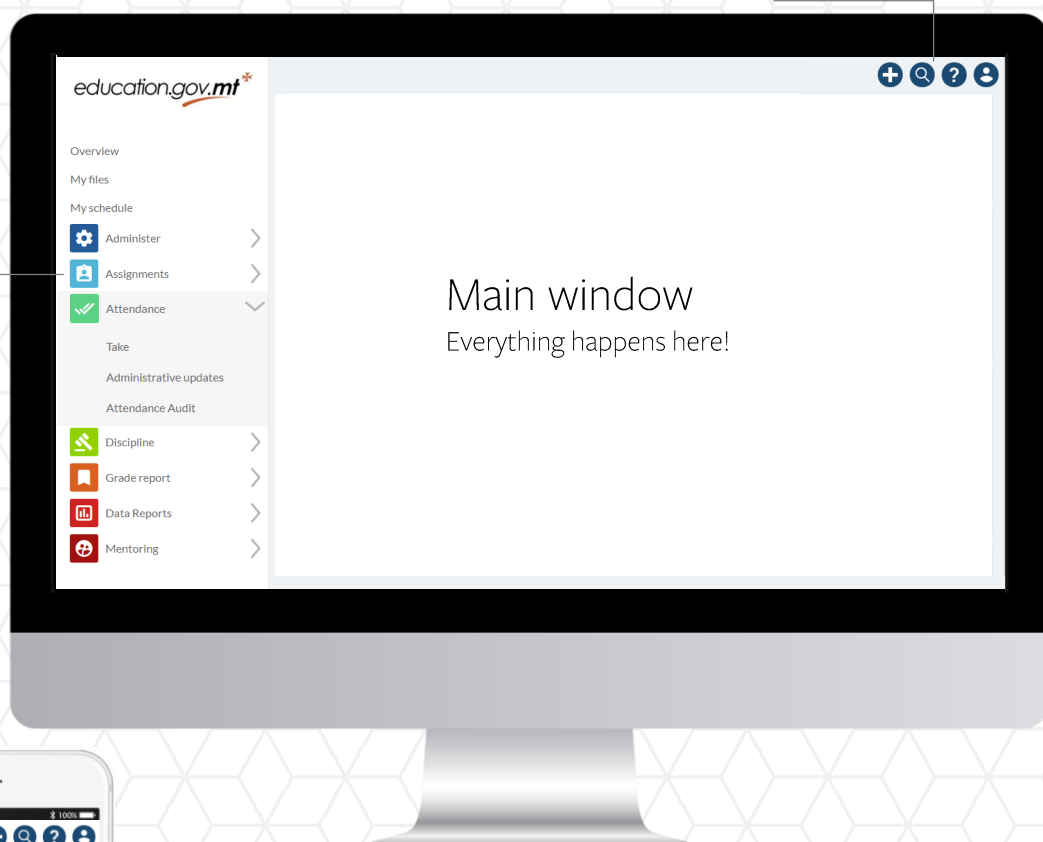 education.gov.mt
Overview
My files
My schedule
Administer
Assignments
Attendance
Take
Administrative updates
Attendance Audit
Discipline
Grade report
Data Reports
Mentoring
?
Main window
Everything happens here!
100%
?